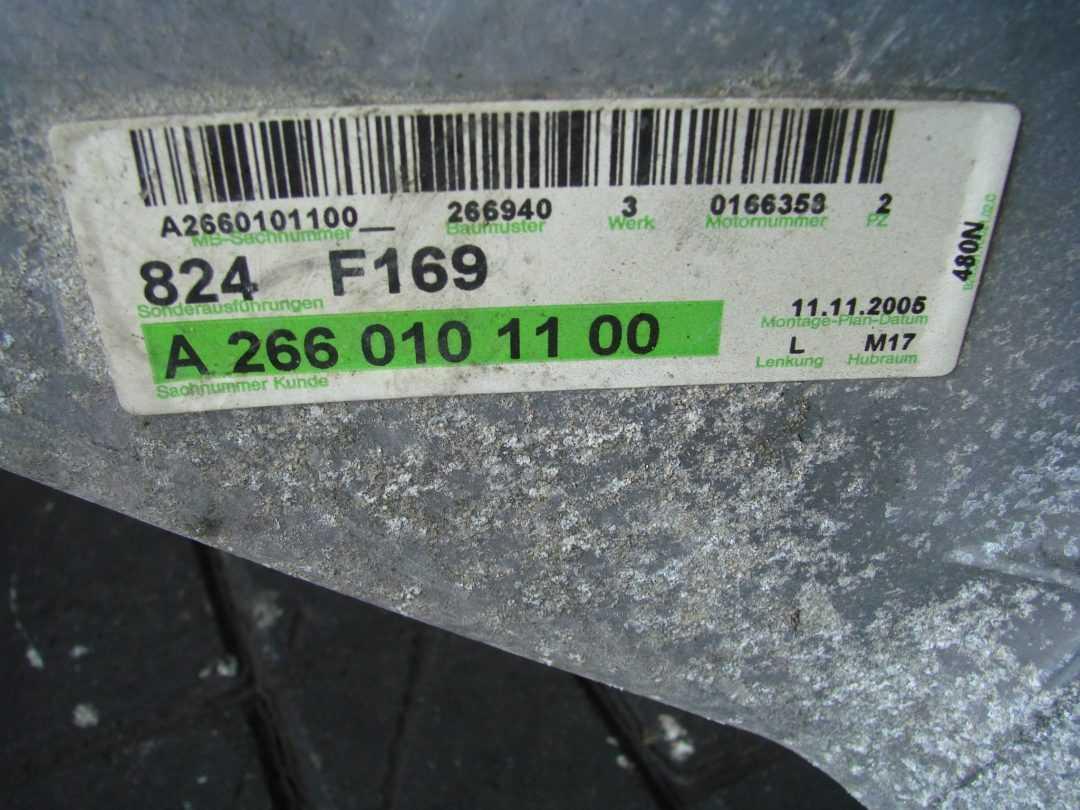 A2660101100__ 266940 3 0166353 2
MB-Sachnummer Baumuster Werk Motornummer PZ
824 F169
Sonderausführungen
11.11.2005
Montage-Plan-Datum
A 266 010 11 00
L M17
Lenkung Hubraum
Sachnummer Kunde
480N